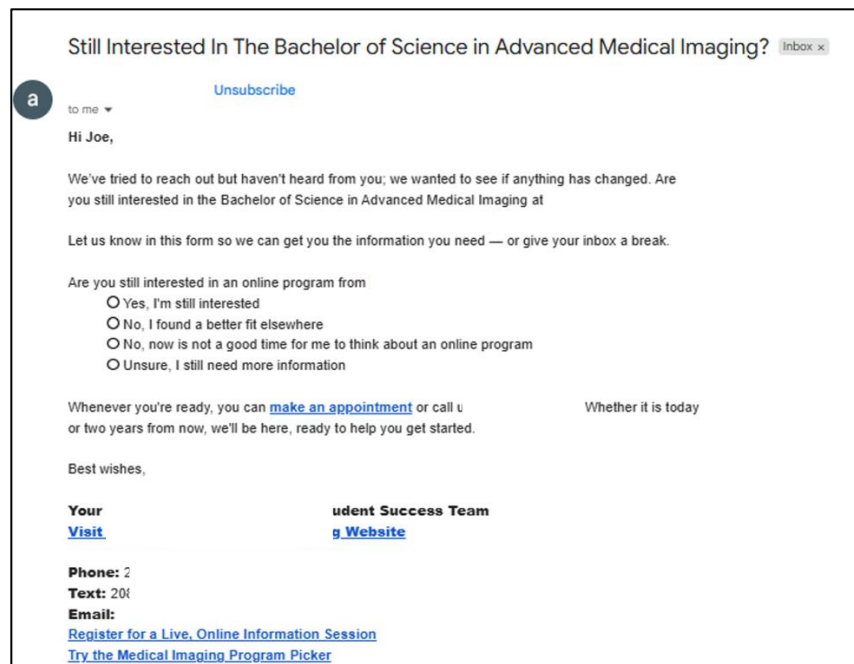 Still Interested In The Bachelor of Science in Advanced Medical Imaging? Inbox x
Unsubscribe
a
to me
Hi Joe,
We've tried to reach out but haven't heard from you; we wanted to see if anything has changed. Are
you still interested in the Bachelor of Science in Advanced Medical Imaging at
Let us know in this form so we can get you the information you need — or give your inbox a break.
Are you still interested in an online program from
Yes, I'm still interested
No, I found a better fit elsewhere
No, now is not a good time for me to think about an online program
Unsure, I still need more information
Whenever you're ready, you can make an appointment or call Whether it is today
or two years from now, we'll be here, ready to help you get started.
Best wishes,
Your udent Success Team
Visit g Website
Phone: 2
Text: 208
Email:
Register for a Live, Online Information Session
Try the Medical Imaging Program Picker